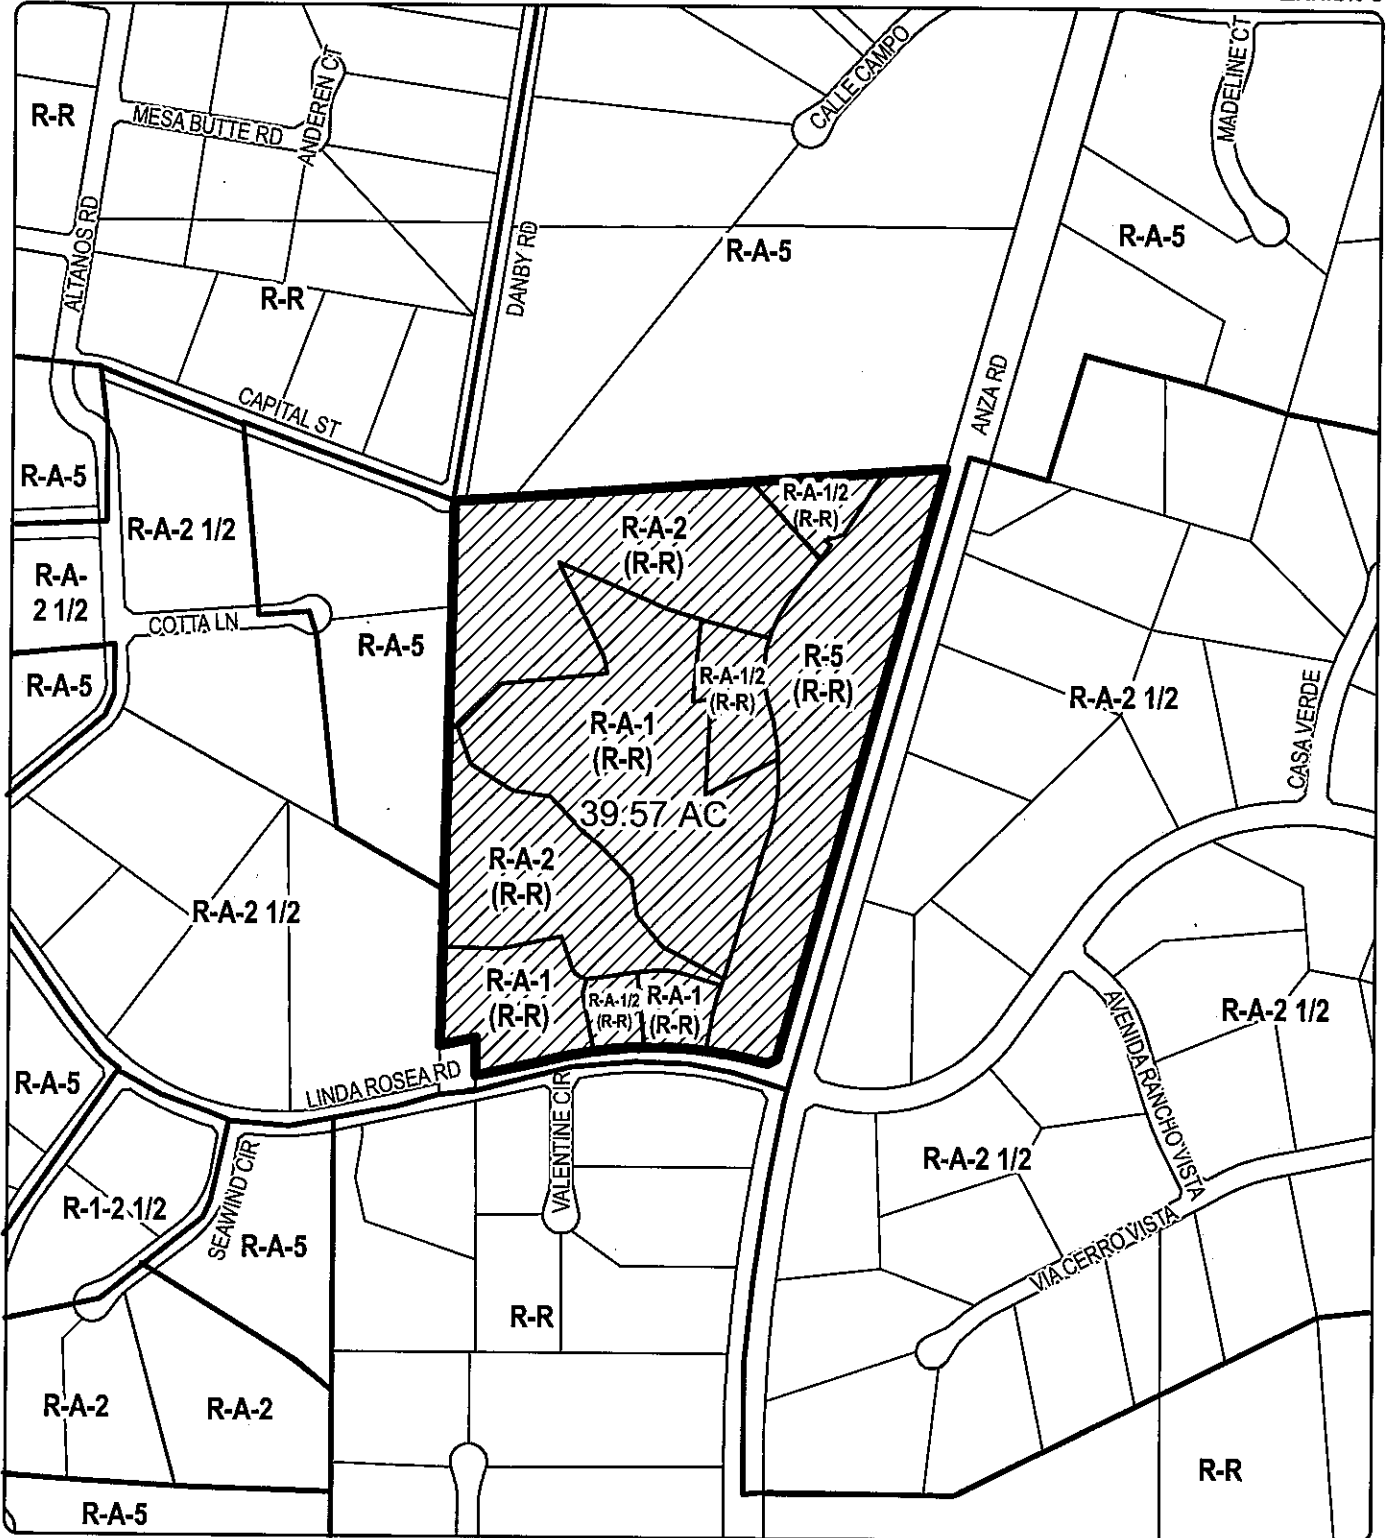 MADELINE CT
CALLE CAMPO
ANDEREN CT
R-R
MESA BUTTE RD
ALTANOS RD
DANBY RD
R-A-5
R-A-5
R-R
ANZA RD
CAPITAL ST
R-A-5
R-A-2 1/2
R-A-1/2
(R-R)
R-A-2
(R-R)
R-A-
2 1/2
COTTA LN
R-A-5
R-A-5
R-A-1/2
(R-R)
R-5
(R-R)
R-A-2 1/2
CASA VERDE
R-A-1
(R-R)
39.57 AC
R-A-2
(R-R)
R-A-2 1/2
R-A-1
(R-R)
R-A-1/2
(R-R)
R-A-1
(R-R)
R-A-2 1/2
AVENIDA RANCHO VISTA
R-A-5
LINDA ROSEA RD
VALENTINE CIR
R-A-2 1/2
R-1-2 1/2
SEAWIND CIR
R-A-5
VIA CERRO VISTA
R-R
R-A-2
R-A-2
R-R
R-A-5